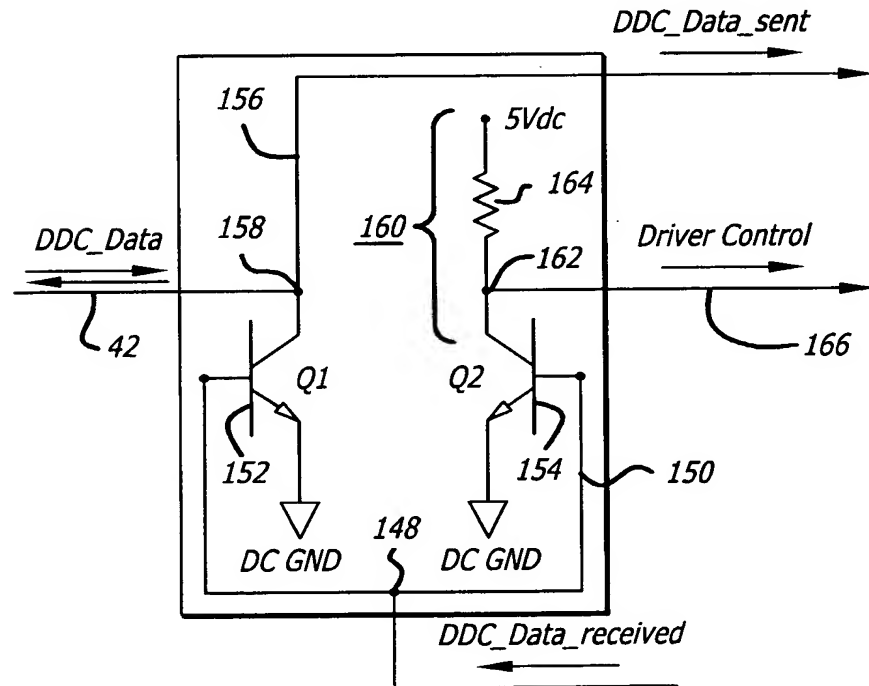 DDC_Data_sent
156
5Vdc
164
160
DDC_Data
158
162
Driver Control
42
166
Q1
Q2
152
154
150
148
DC GND
DC GND
DDC_Data_received